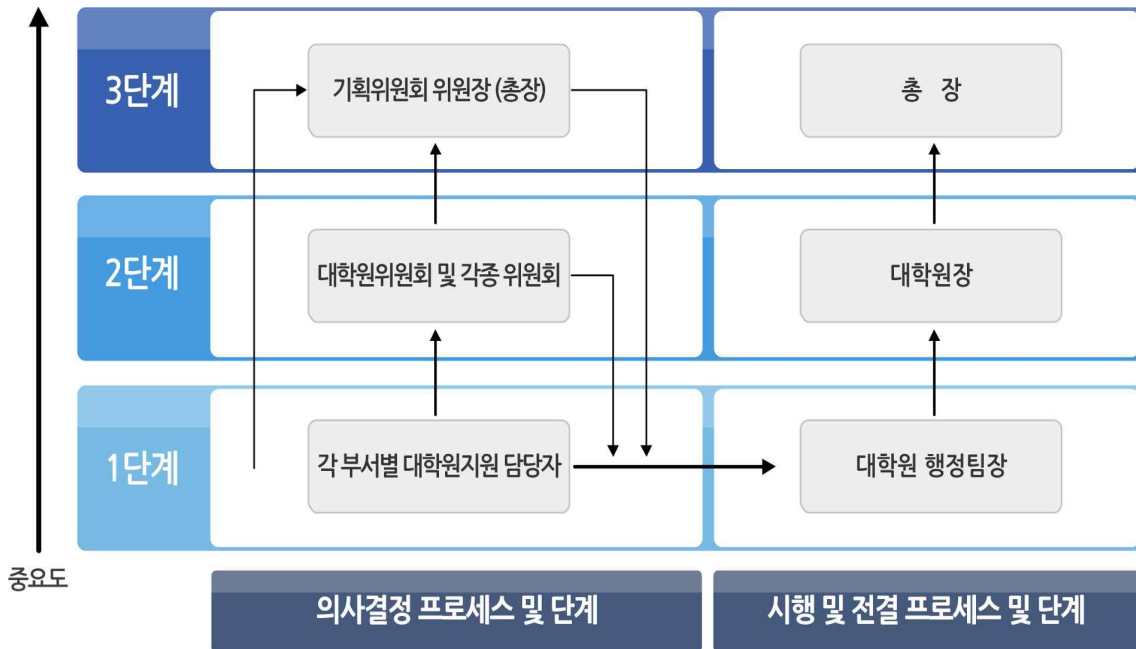 3단계
기획위원회 위원장 (총장)
총 장
2단계
대학원위원회 및 각종 위원회
대학원장
1단계
각 부서별 대학원지원 담당자
대학원 행정팀장
중요도
의사결정 프로세스 및 단계
시행 및 전결 프로세스 및 단계